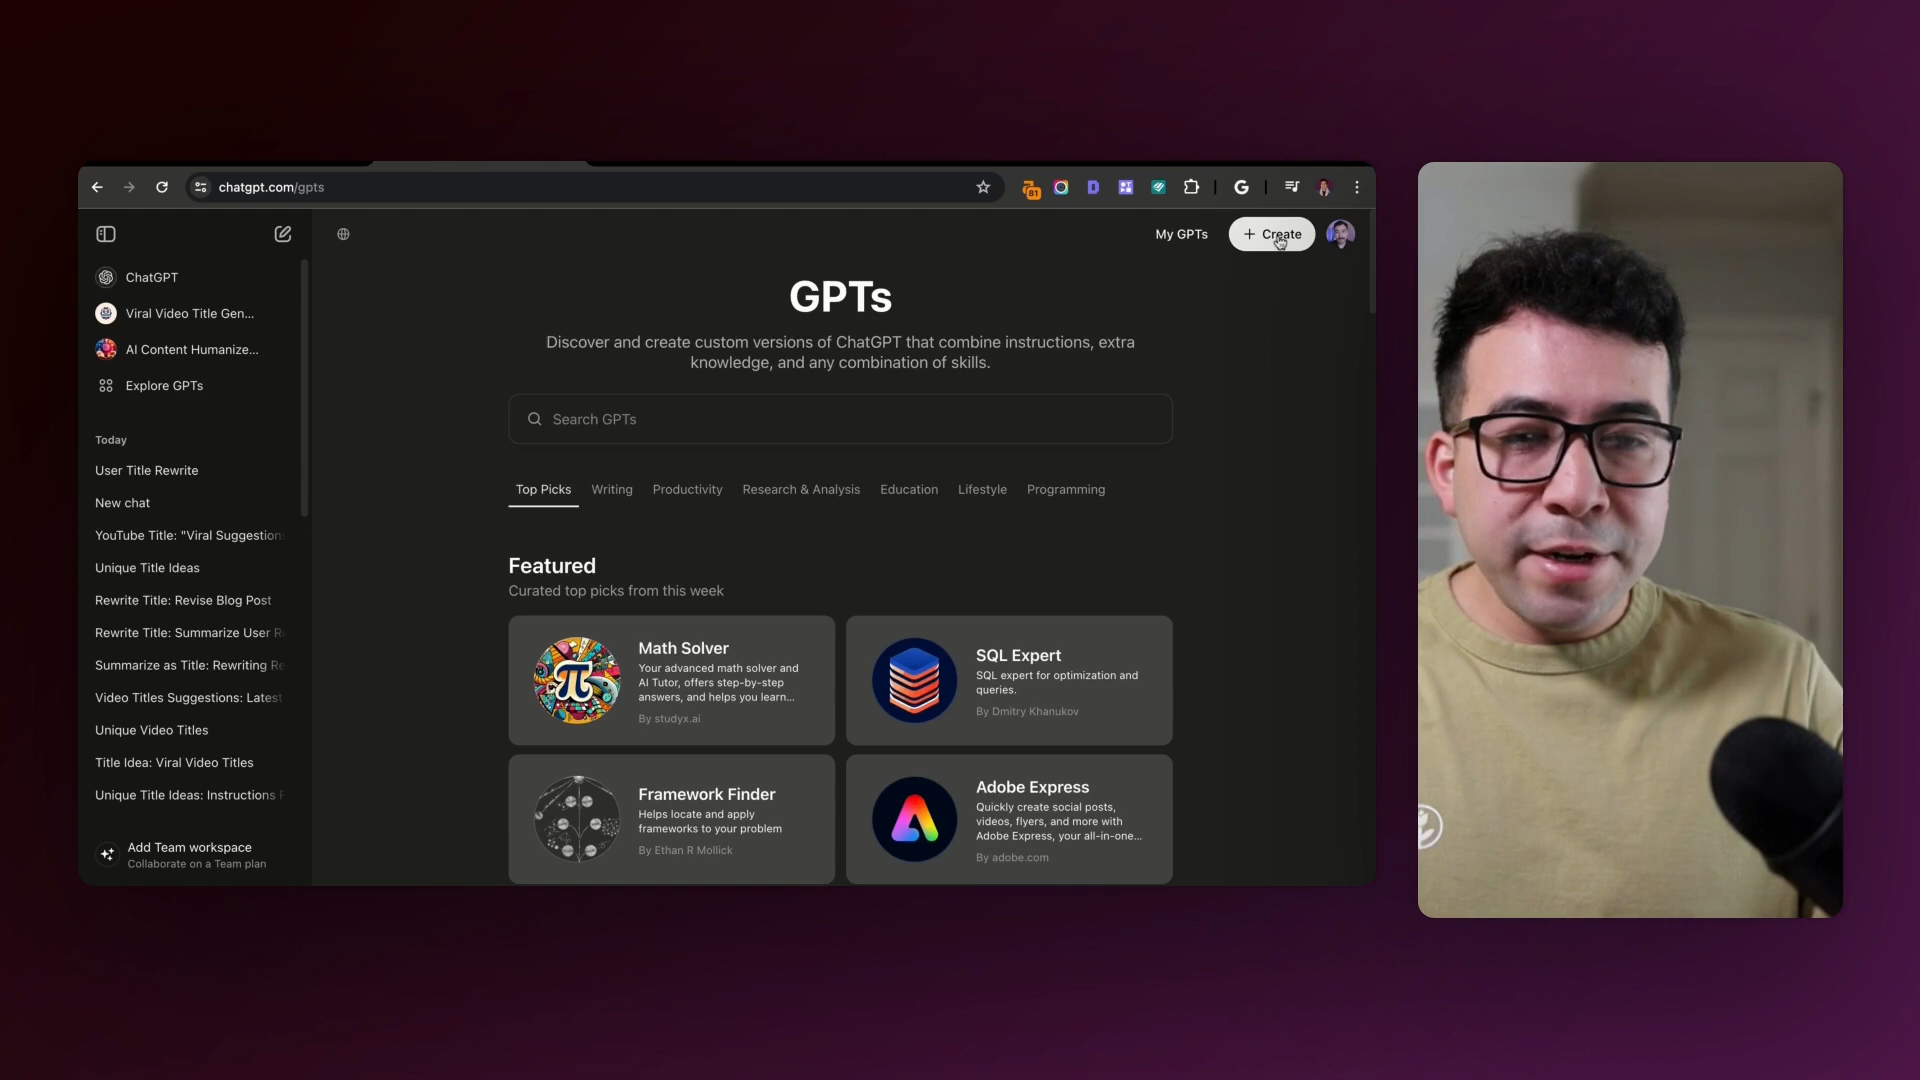 chatgpt.com/gpts
81
ChatGPT
Viral Video Title Gen...
AI Content Humanize...
Explore GPTs
Today
User Title Rewrite
New chat
YouTube Title: "Viral Suggestion
Unique Title Ideas
Rewrite Title: Revise Blog Post
Rewrite Title: Summarize User R
Summarize as Title: Rewriting Re
Video Titles Suggestions: Latest
Unique Video Titles
Title Idea: Viral Video Titles
Unique Title Ideas: Instructions F
Add Team workspace
Collaborate on a Team plan
My GPTs
+ Create
GPTs
Discover and create custom versions of ChatGPT that combine instructions, extra
knowledge, and any combination of skills.
Search GPTs
Top Picks Writing Productivity Research & Analysis Education Lifestyle Programming
Featured
Curated top picks from this week
Math Solver
Your advanced math solver and
AI Tutor, offers step-by-step
answers, and helps you learn...
By studyx.ai
SQL Expert
SQL expert for optimization and
queries.
By Dmitry Khanukov
Framework Finder
Helps locate and apply
frameworks to your problem
By Ethan R Mollick
Adobe Express
Quickly create social posts,
videos, flyers, and more with
Adobe Express, your all-in-one...
By adobe.com